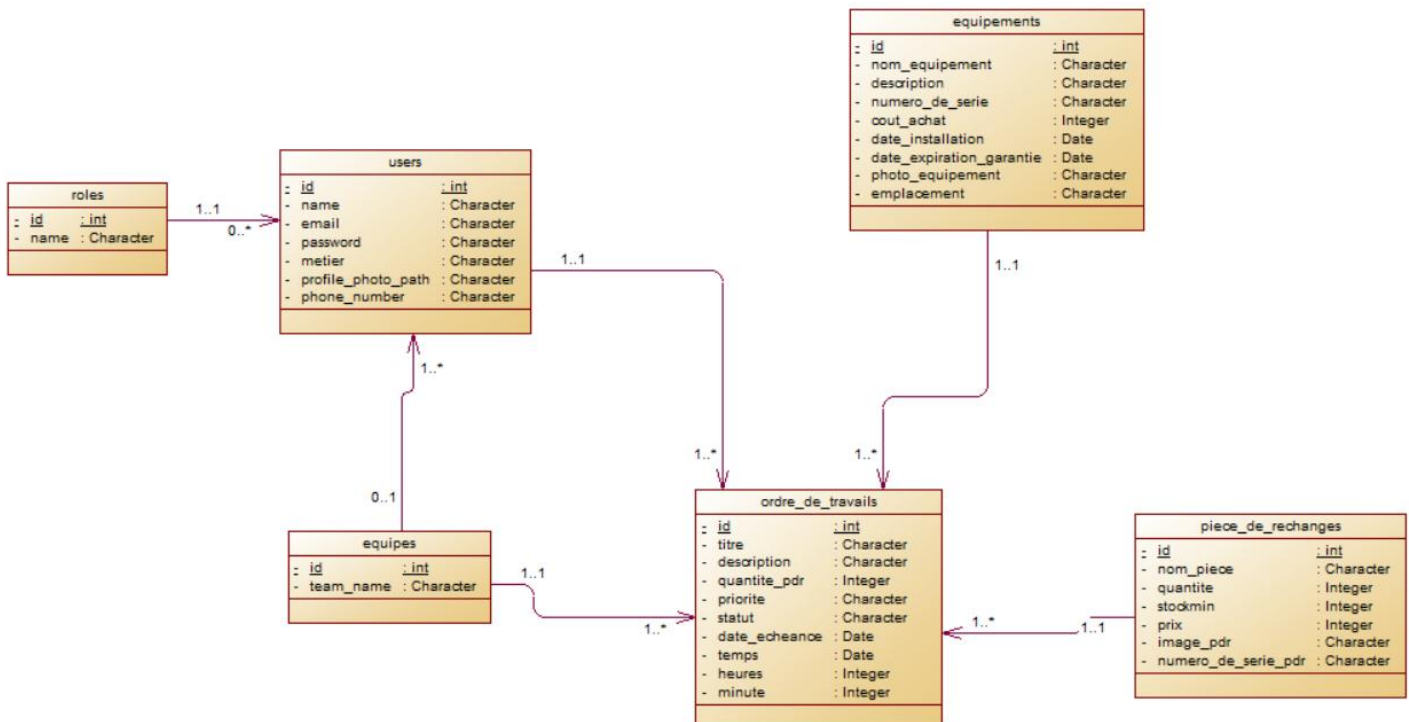 equipements
- id : int
- nom_equipement : Character
- description : Character
- numero_de_serie : Character
- cout_achat : Integer
- date_installation : Date
- date_expiration_garantie : Date
- photo_equipement : Character
- emplacement : Character
1..1
1..*
users
- id : int
- name : Character
- email : Character
- password : Character
- metier : Character
- profile_photo_path : Character
- phone_number : Character
1..1
1..*
roles
- id : int
- name : Character
1..1
0..*
1..*
0..1
equipes
- id : int
- team_name : Character
1..1
1..*
ordre_de_travails
- id : int
- titre : Character
- description : Character
- quantite_pdr : Integer
- priorite : Character
- statut : Character
- date_echeance : Date
- temps : Date
- heures : Integer
- minute : Integer
1..*
1..1
piece_de_rechanges
- id : int
- nom_piece : Character
- quantite : Integer
- stockmin : Integer
- prix : Integer
- image_pdr : Character
- numero_de_serie_pdr : Character